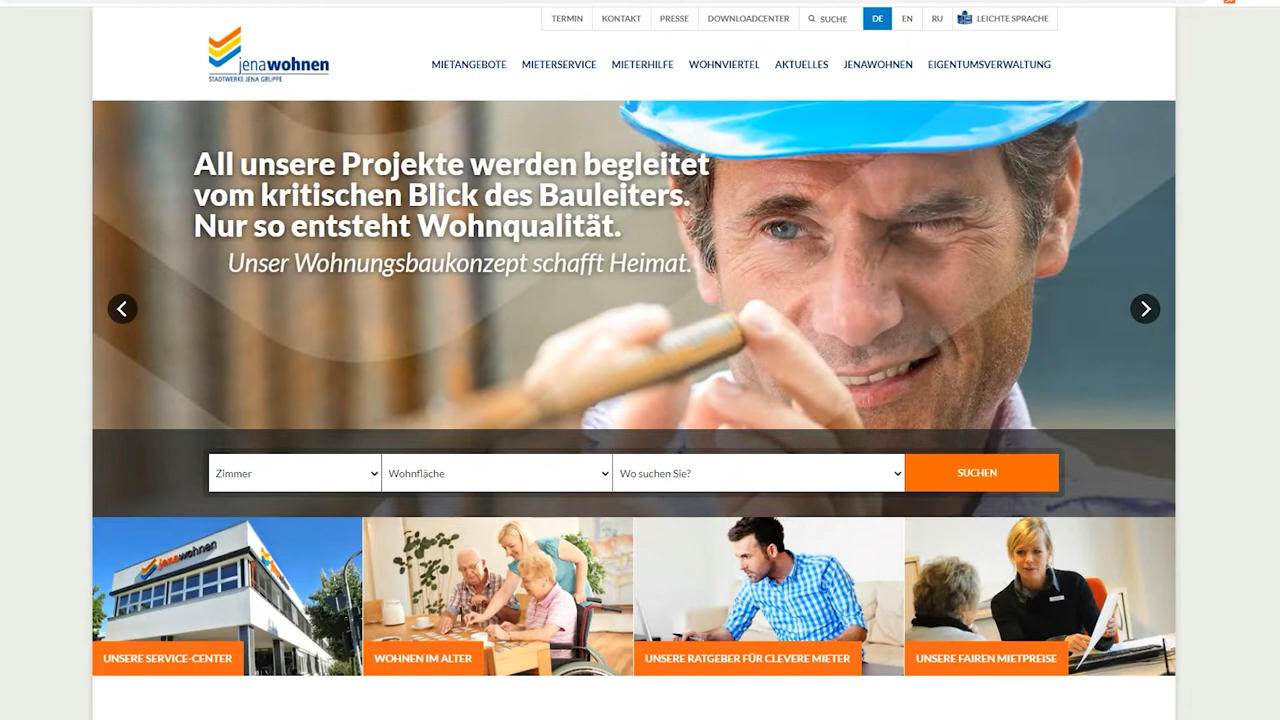 TERMIN
KONTAKT
PRESSE
DOWNLOADCENTER
SUCHE
DE
EN
RU
LEICHTE SPRACHE
jenawohnen
STADTWERKE JENA GRUPPE
MIETANGEBOTE
MIETERSERVICE
MIETERHILFE
WOHNVIERTEL
AKTUELLES
JENAWOHNEN
EIGENTUMSVERWALTUNG
All unsere Projekte werden begleitet
vom kritischen Blick des Bauleiters.
Nur so entsteht Wohnqualität.
Unser Wohnungsbaukonzept schafft Heimat.
Zimmer
Wohnfläche
Wo suchen Sie?
SUCHEN
jenawohnen
UNSERE SERVICE-CENTER
WOHNEN IM ALTER
UNSERE RATGEBER FÜR CLEVERE MIETER
UNSERE FAIREN MIETPREISE